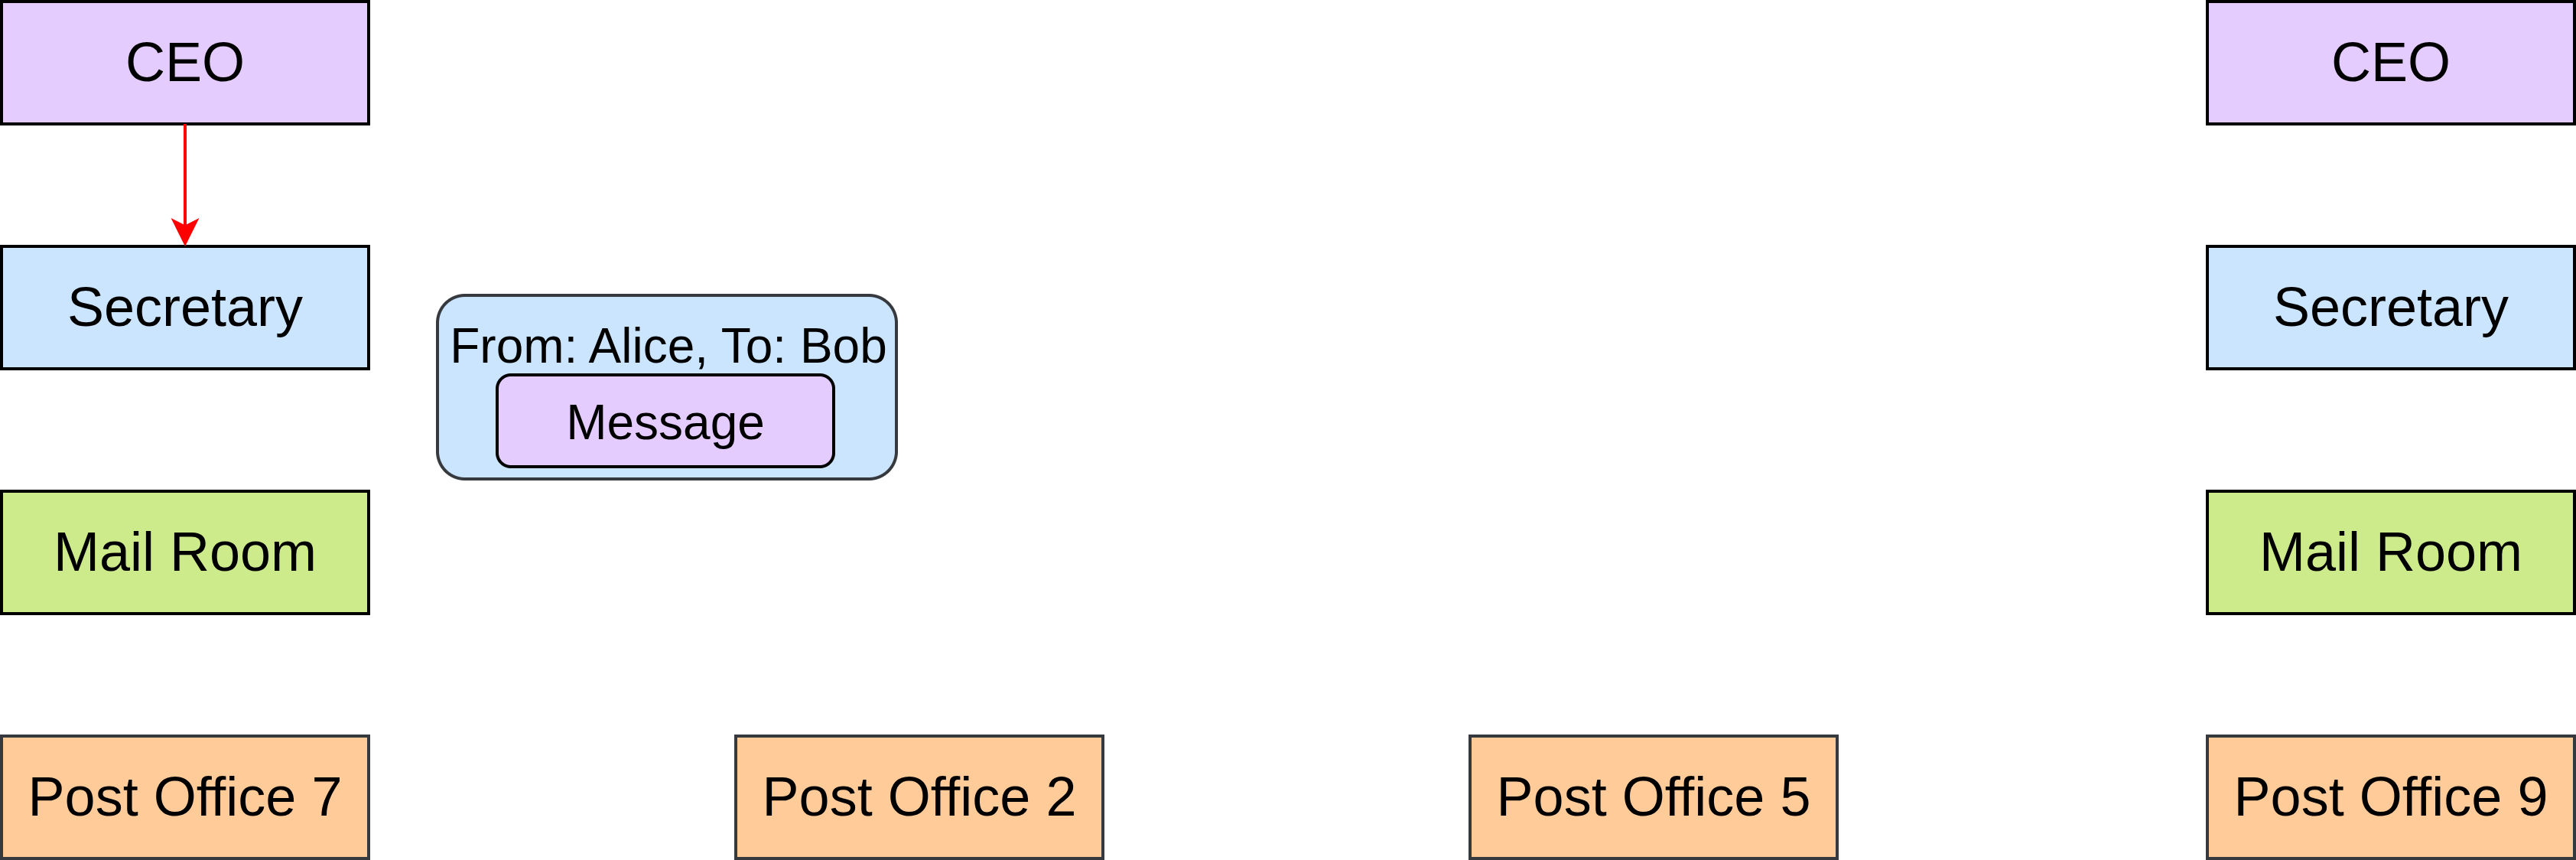 CEO
CEO
Secretary
Secretary
From: Alice, To: Bob
Message
Mail Room
Mail Room
Post Office 7
Post Office 2
Post Office 5
Post Office 9